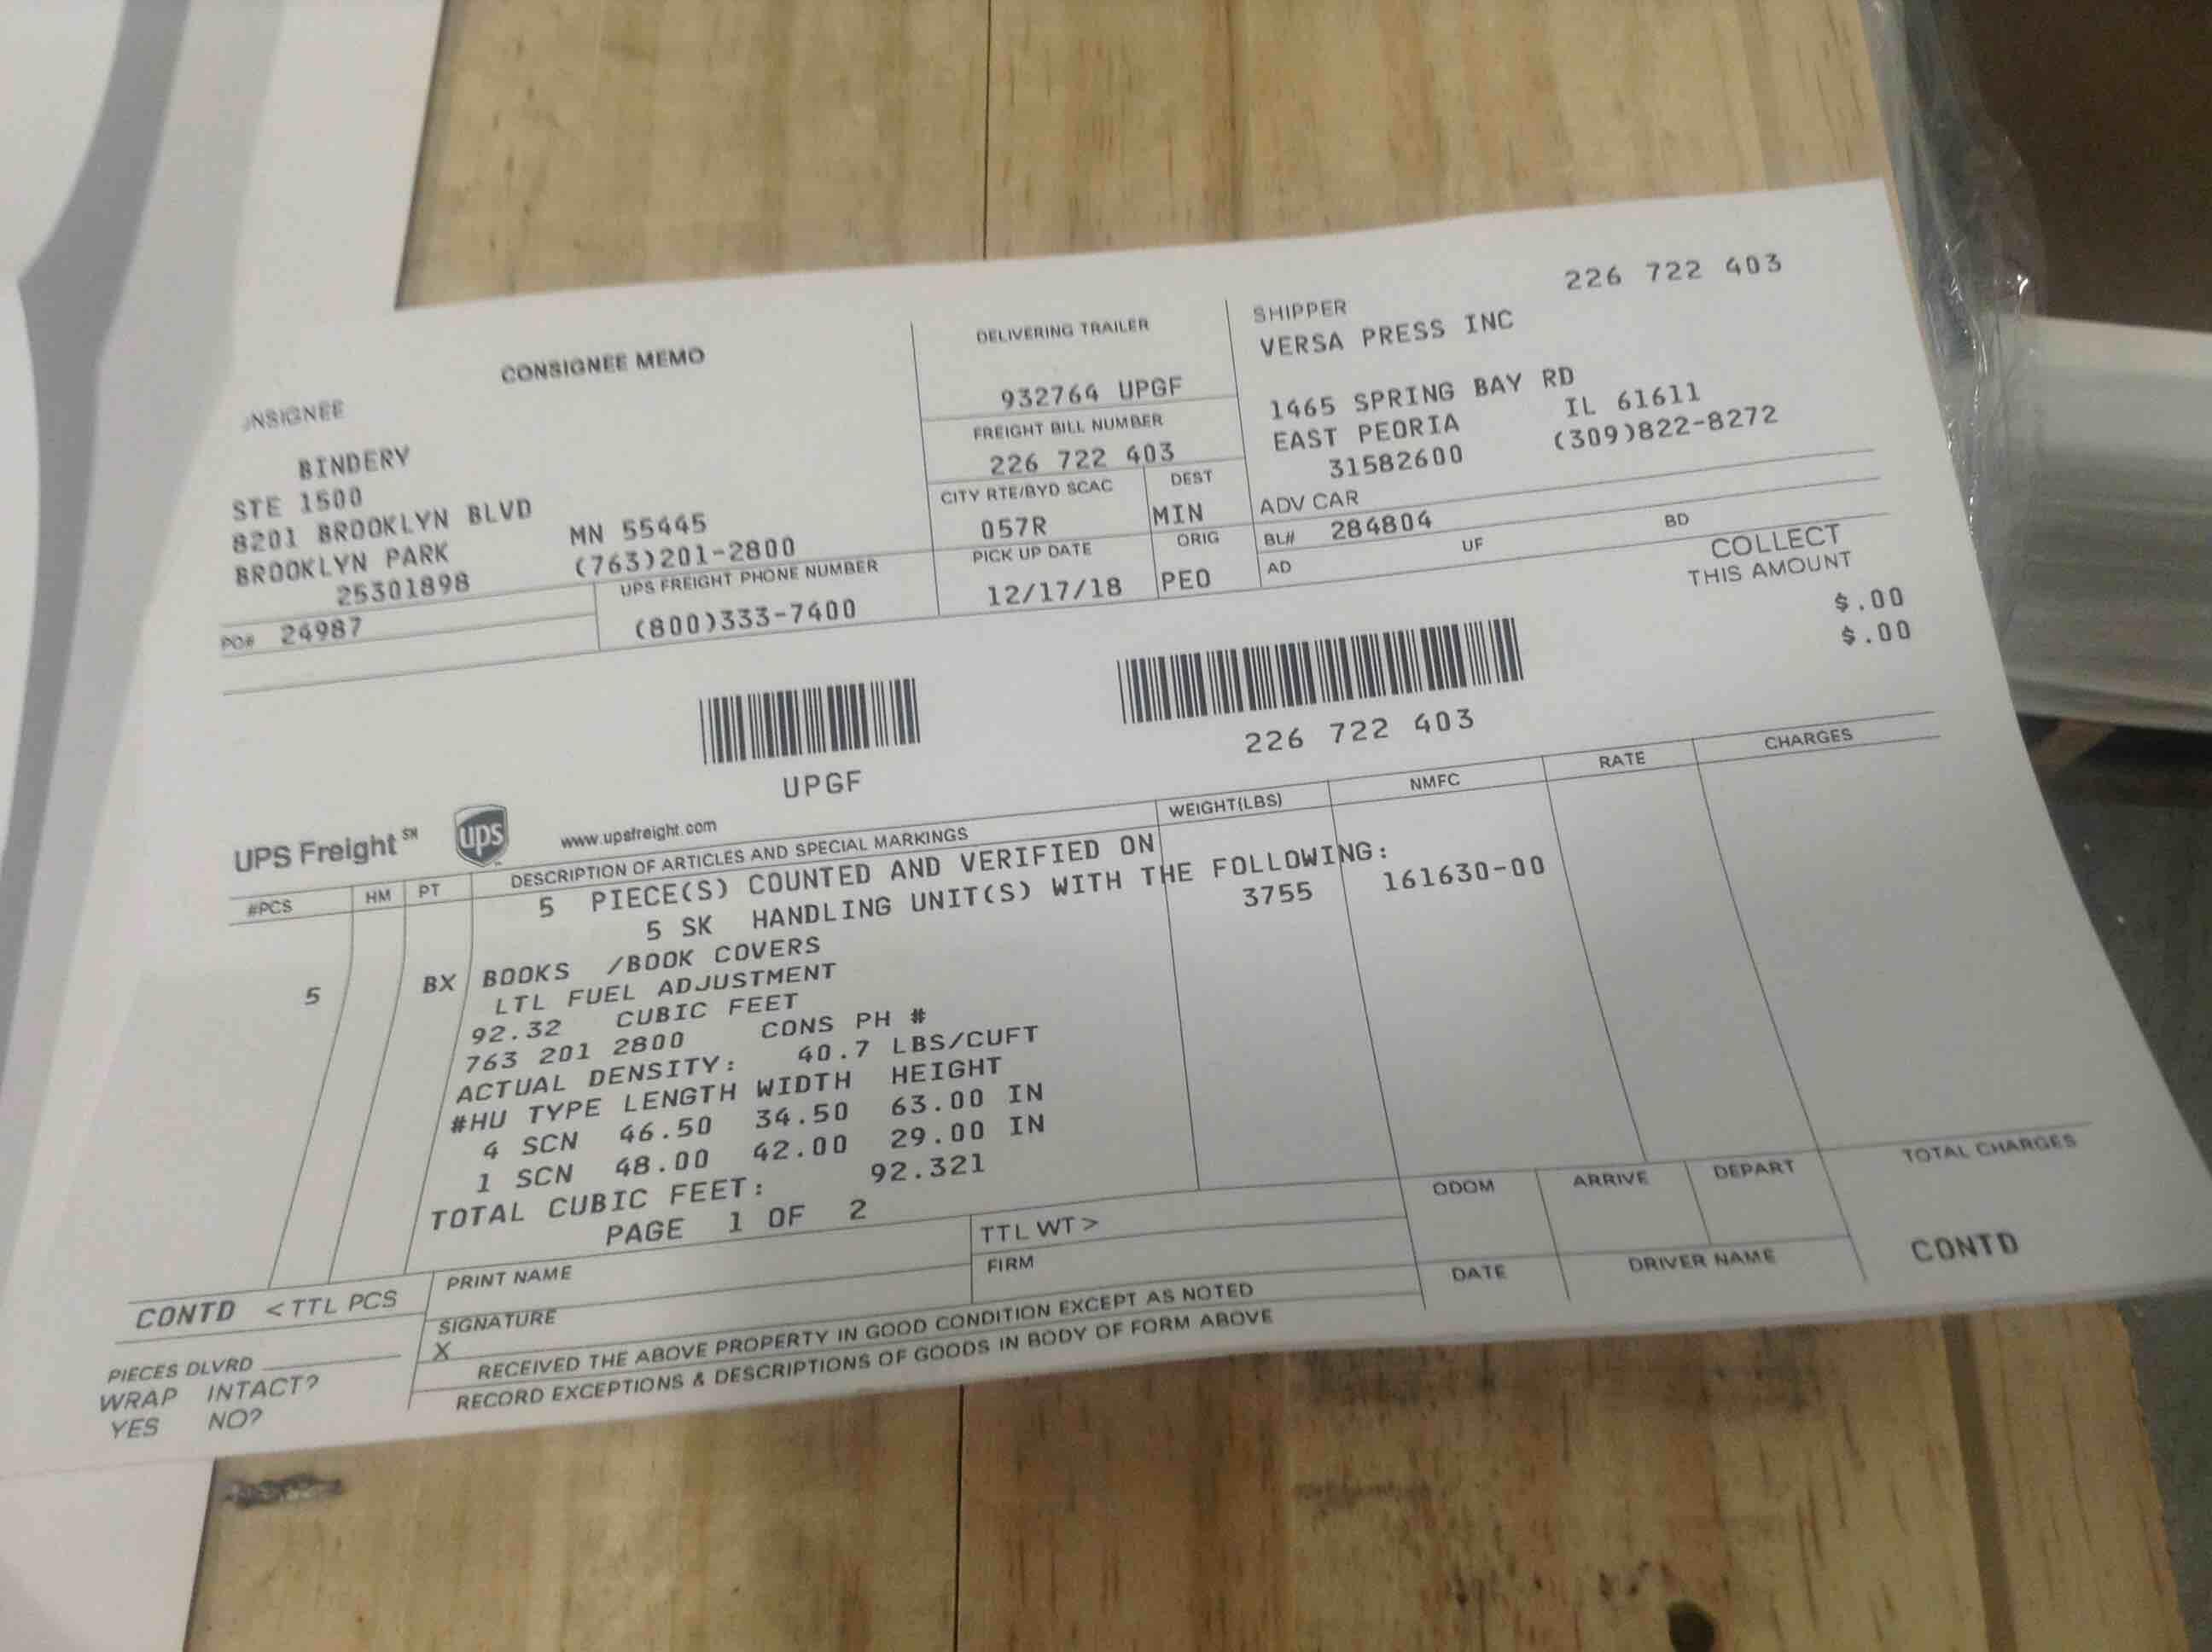 226 722 403
CONSIGNEE MEMO
NSIGNEE
BINDERY
STE 1500
8201 BROOKLYN BLVD
BROOKLYN PARK MN 55445
25301898 (763)201-2800
PO# 24987
UPS FREIGHT PHONE NUMBER
(800)333-7400
DELIVERING TRAILER
932764 UPGF
FREIGHT BILL NUMBER
226 722 403
CITY RTE/BYD SCAC DEST
057R MIN
PICK UP DATE ORIG
12/17/18 PEO
SHIPPER
VERSA PRESS INC
1465 SPRING BAY RD
EAST PEORIA IL 61611
31582600 (309)822-8272
ADV CAR
BL# 284804
AD UF BD
COLLECT
THIS AMOUNT
$.00
$.00
UPGF
226 722 403
UPS Freight SM ups www.upsfreight.com
#PCS HM PT DESCRIPTION OF ARTICLES AND SPECIAL MARKINGS WEIGHT(LBS) NMFC RATE CHARGES
5 PIECE(S) COUNTED AND VERIFIED ON
5 SK HANDLING UNIT(S) WITH THE FOLLOWING:
5 BX BOOKS /BOOK COVERS 3755 161630-00
LTL FUEL ADJUSTMENT
92.32 CUBIC FEET
763 201 2800 CONS PH #
ACTUAL DENSITY: 40.7 LBS/CUFT
#HU TYPE LENGTH WIDTH HEIGHT
4 SCN 46.50 34.50 63.00 IN
1 SCN 48.00 42.00 29.00 IN
TOTAL CUBIC FEET: 92.321
PAGE 1 OF 2
CONTD <TTL PCS
PRINT NAME
TTL WT >
FIRM
ODOM ARRIVE DEPART TOTAL CHARGES
DATE DRIVER NAME CONTD
SIGNATURE
X
RECEIVED THE ABOVE PROPERTY IN GOOD CONDITION EXCEPT AS NOTED
RECORD EXCEPTIONS & DESCRIPTIONS OF GOODS IN BODY OF FORM ABOVE
PIECES DLVRD
WRAP INTACT?
YES NO?